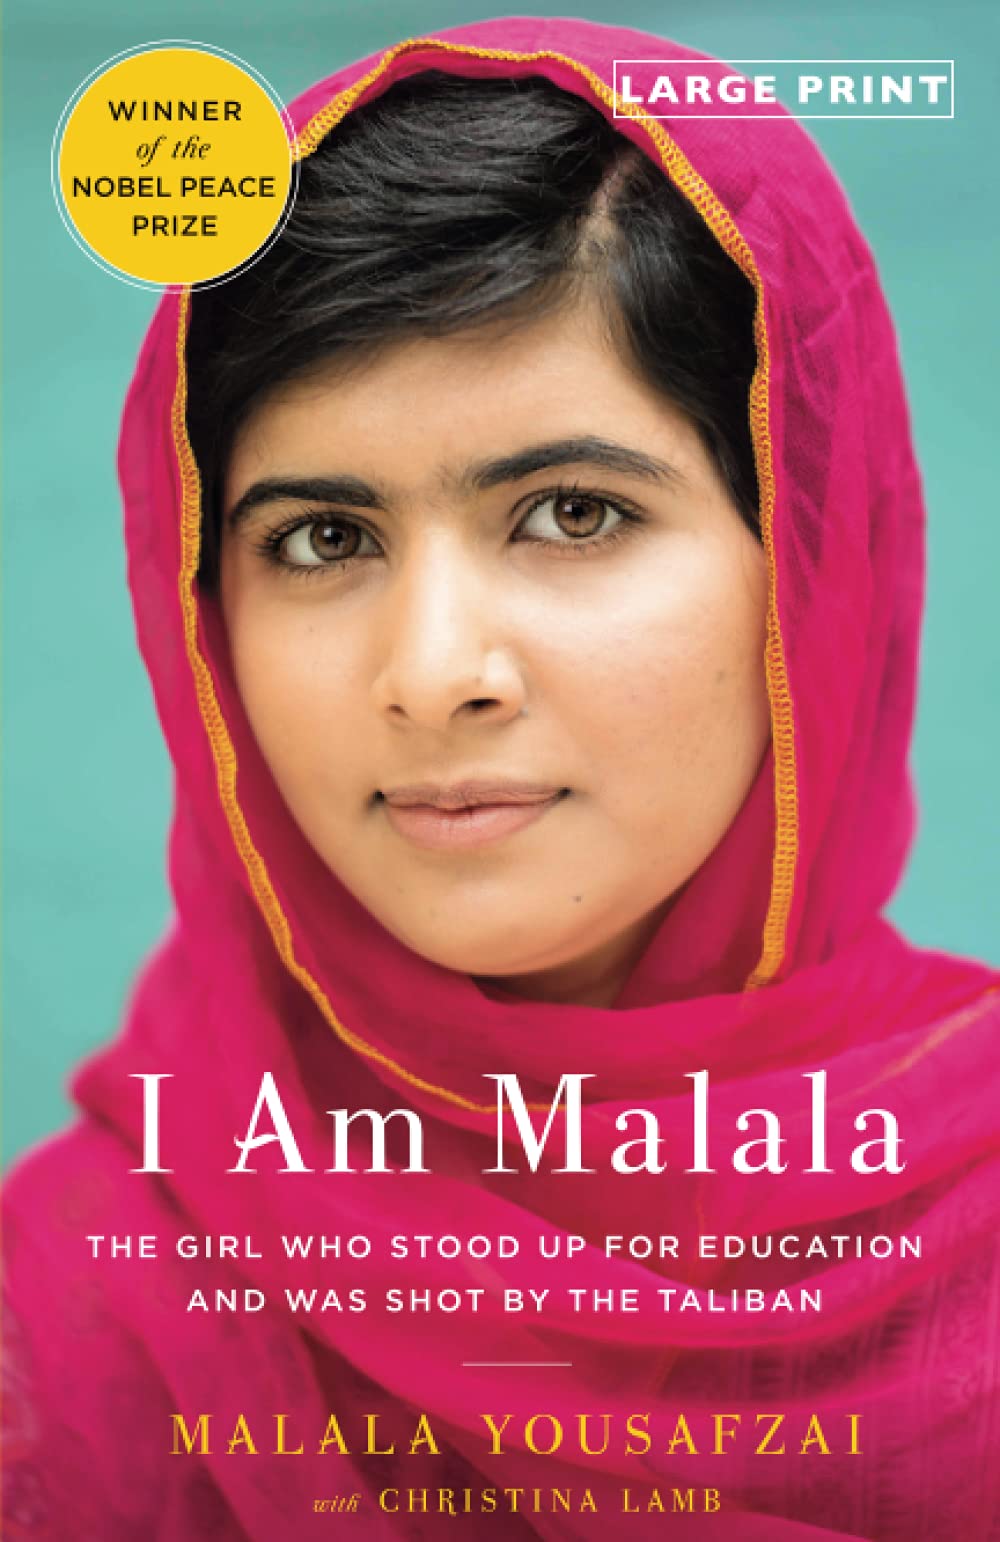 WINNER
of the
NOBEL PEACE
PRIZE
LARGE PRINT
I Am Malala
THE GIRL WHO STOOD UP FOR EDUCATION
AND WAS SHOT BY THE TALIBAN
MALALA YOUSAFZAI
with CHRISTINA LAMB